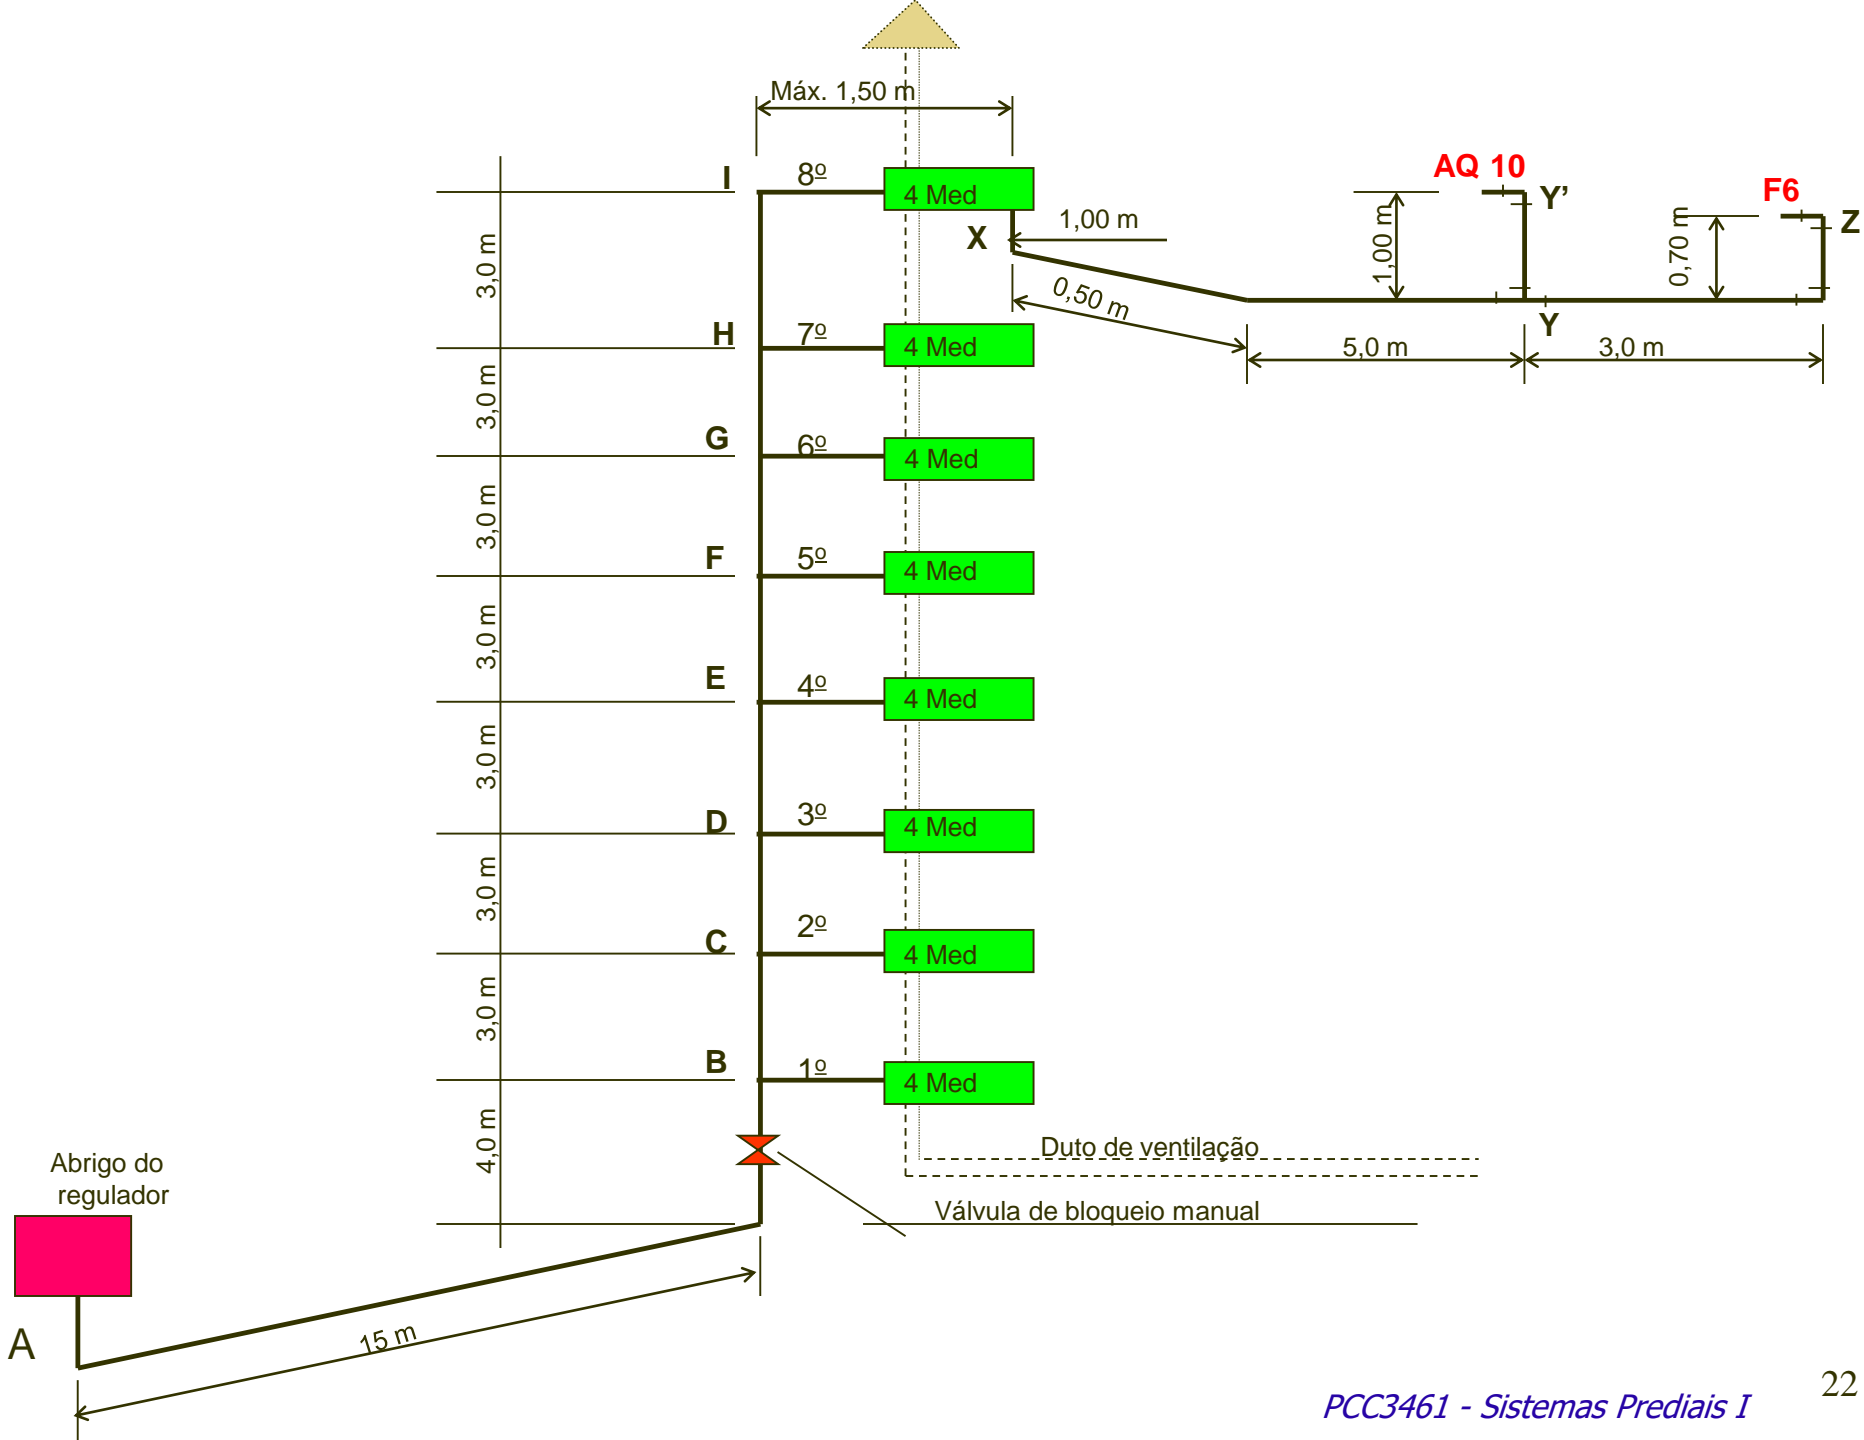 Máx. 1,50 m
I
8º
4 Med
AQ 10
Y’
F6
Z
X
1,00 m
1,00 m
0,70 m
3,0 m
0,50 m
H
7º
4 Med
Y
5,0 m
3,0 m
3,0 m
G
6º
4 Med
3,0 m
F
5º
4 Med
3,0 m
E
4º
4 Med
3,0 m
D
3º
4 Med
3,0 m
C
2º
4 Med
3,0 m
B
1º
4 Med
4,0 m
Duto de ventilação
Abrigo do
regulador
Válvula de bloqueio manual
A
15 m
22
PCC3461 - Sistemas Prediais I